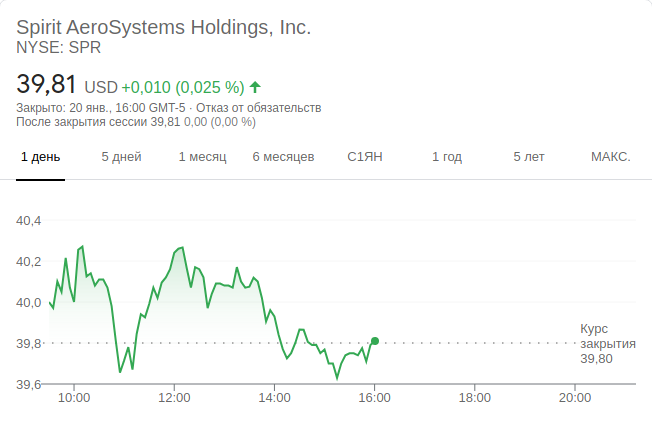 Spirit AeroSystems Holdings, Inc.
NYSE: SPR
39,81 USD +0,010 (0,025 %)
Закрыто: 20 янв., 16:00 GMT-5 · Отказ от обязательств
После закрытия сессии 39,81 0,00 (0,00 %)
1 день 5 дней 1 месяц 6 месяцев С1ЯН 1 год 5 лет МАКС.
40,4
40,2
40,0
39,8
39,6
Курс
закрытия
39,80
10:00 12:00 14:00 16:00 18:00 20:00